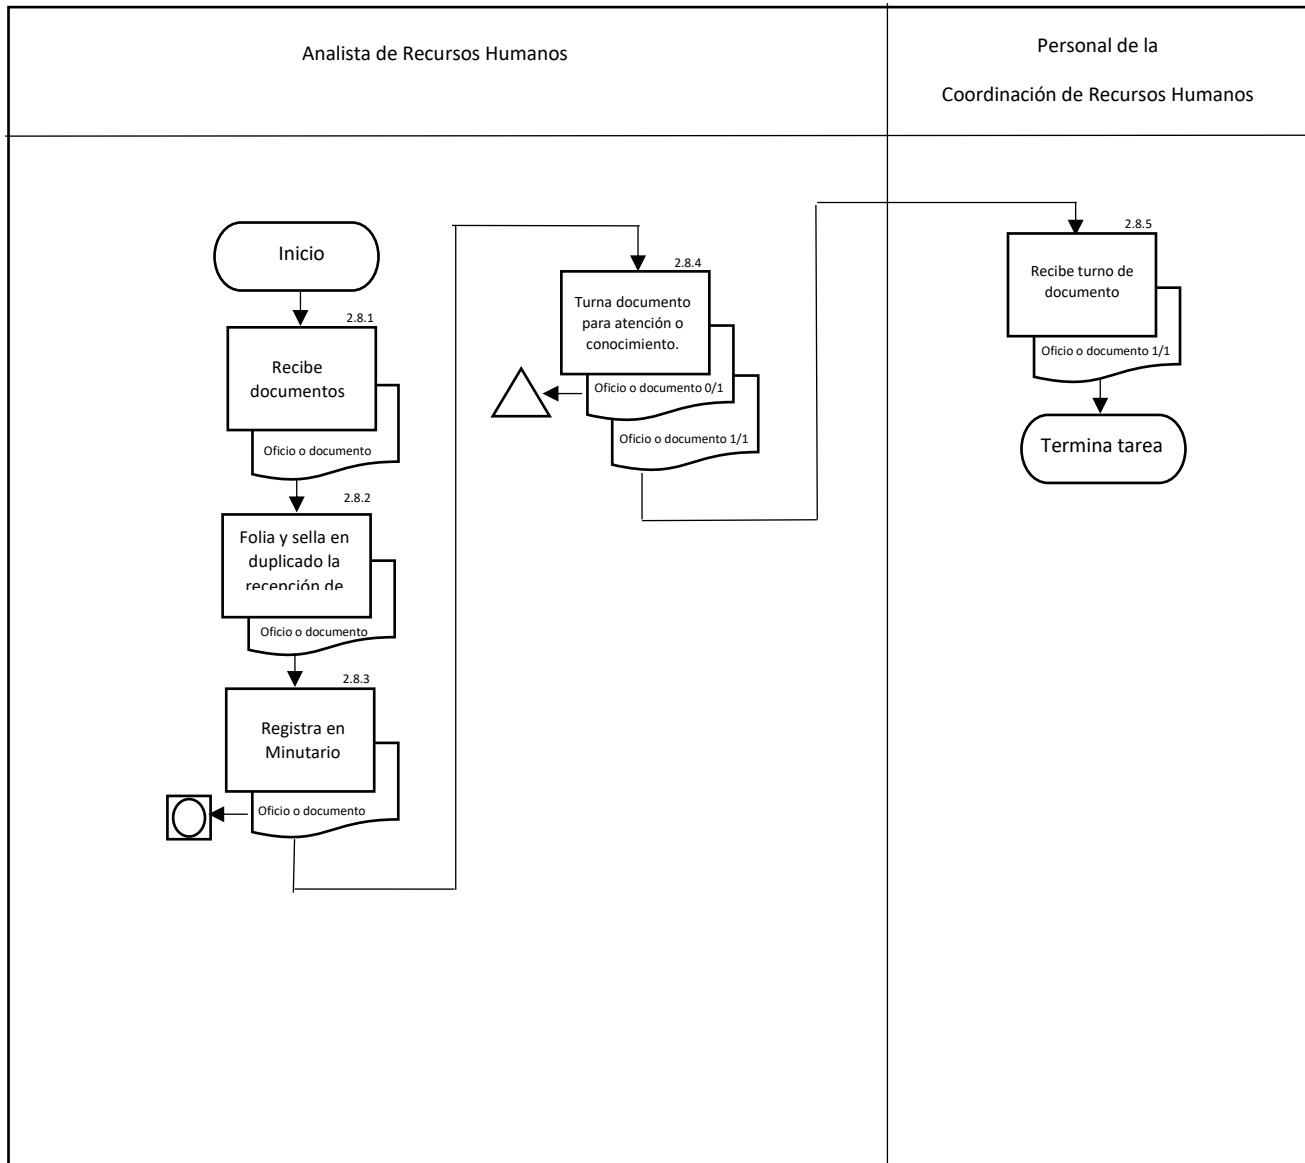 Analista de Recursos Humanos
Personal de la
Coordinación de Recursos Humanos
Inicio
2.8.1
Recibe
documentos
Oficio o documento
2.8.2
Folia y sella en
duplicado la
recepción de
Oficio o documento
2.8.3
Registra en
Minutario
Oficio o documento
2.8.4
Turna documento
para atención o
conocimiento.
Oficio o documento 0/1
Oficio o documento 1/1
2.8.5
Recibe turno de
documento
Oficio o documento 1/1
Termina tarea